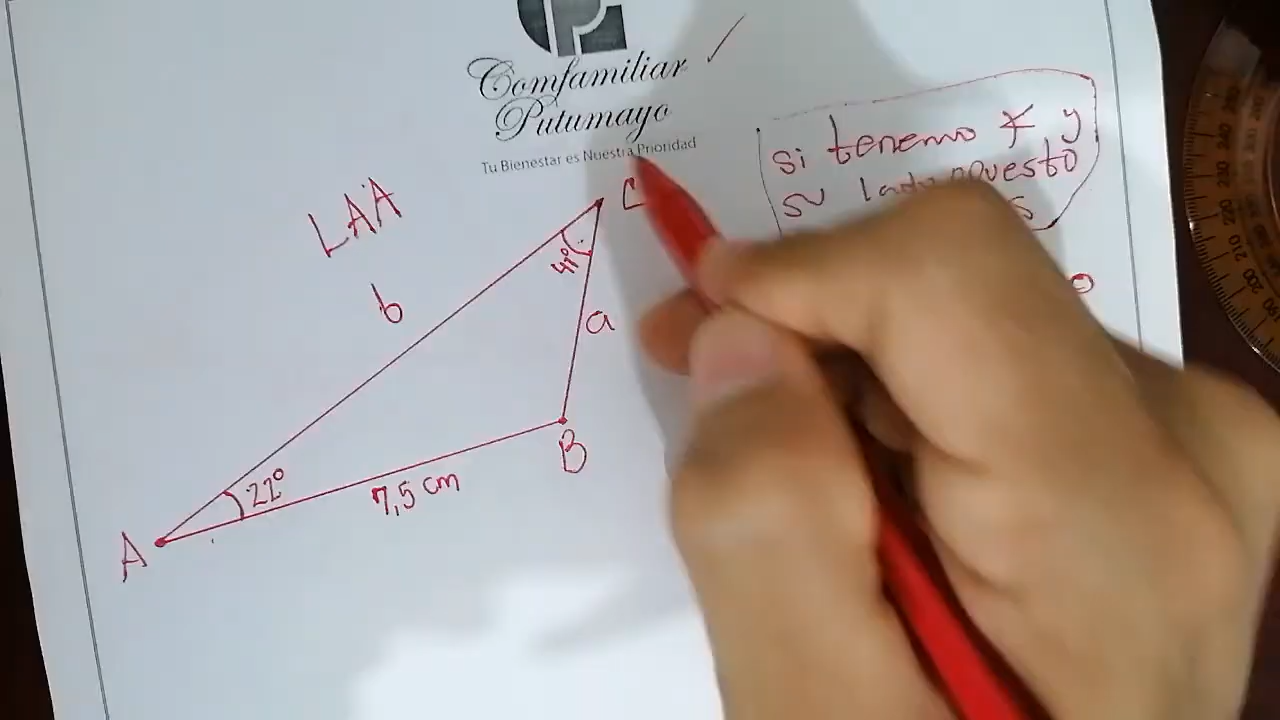 Comfamiliar
Putumayo
Tu Bienestar es Nuestra Prioridad
si tenemo y
su lado opuesto
LAA
C
41°
b
a
B
22°
7,5 cm
A